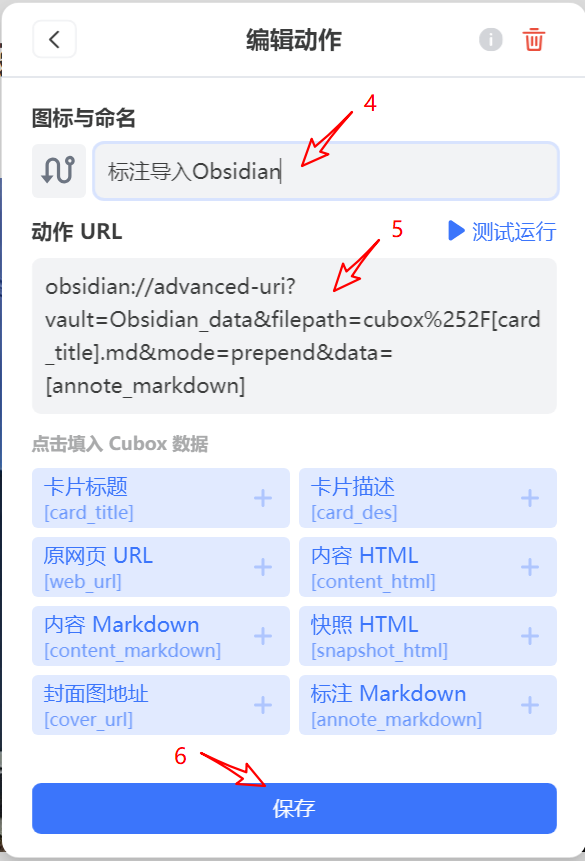 编辑动作
4
图标与命名
标注导入Obsidian
5
动作 URL
测试运行
obsidian://advanced-uri?
vault=Obsidian_data&filepath=cubox%252F[card
_title].md&mode=prepend&data=
[annote_markdown]
点击填入 Cubox 数据
卡片标题
[card_title]
卡片描述
[card_des]
原网页 URL
[web_url]
内容 HTML
[content_html]
内容 Markdown
[content_markdown]
快照 HTML
[snapshot_html]
封面图地址
[cover_url]
标注 Markdown
[annote_markdown]
6
保存